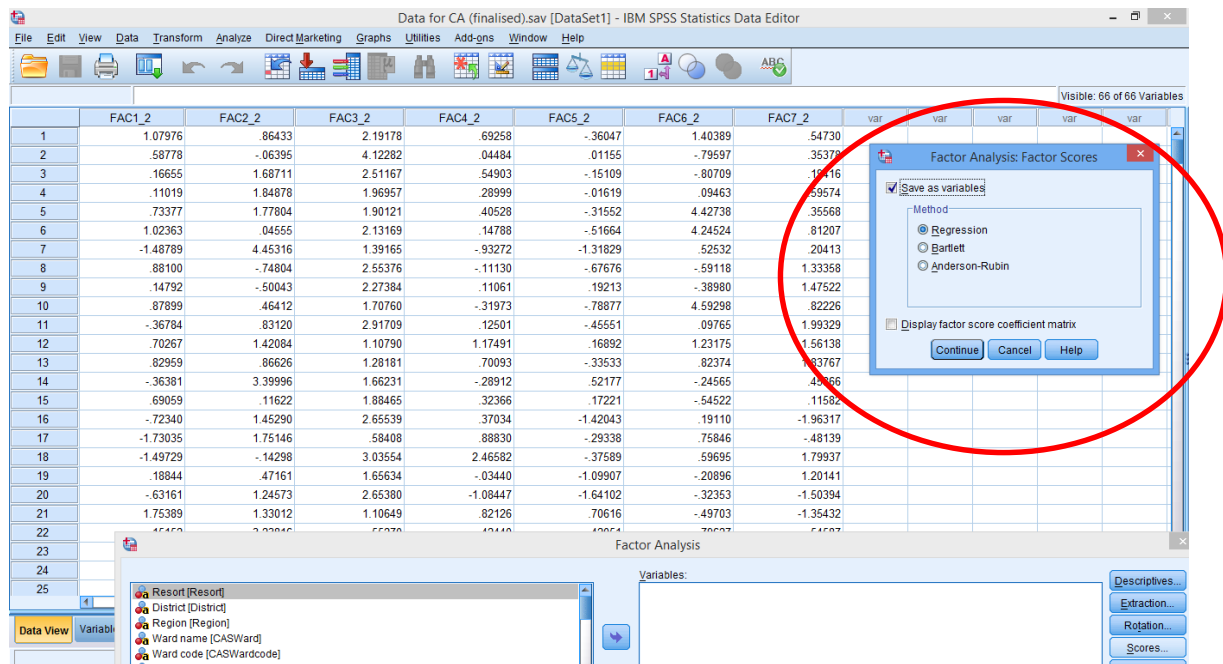 Data for CA (finalised).sav [DataSet1] - IBM SPSS Statistics Data Editor
File Edit View Data Transform Analyze Direct Marketing Graphs Utilities Add-ons Window Help
Visible: 66 of 66 Variables
FAC1_2 FAC2_2 FAC3_2 FAC4_2 FAC5_2 FAC6_2 FAC7_2 var var var var var
1 1.07976 .86433 2.19178 .69258 -.36047 1.40389 .54730
2 .58778 -.06395 4.12282 .04484 .01155 -.79597
3 .16655 1.68711 2.51167 .54903 -.15109 -.80709
4 .11019 1.84878 1.96957 .28999 -.01619 .09463 .59574
5 .73377 1.77804 1.90121 .40528 -.31552 4.42738 .35568
6 1.02363 .04555 2.13169 .14788 -.51664 4.24524 .81207
7 -1.48789 4.45316 1.39165 -.93272 -1.31829 .52532 .20413
8 .88100 -.74804 2.55376 -.11130 -.67676 -.59118 1.33358
9 .14792 -.50043 2.27384 .11061 .19213 -.38980 1.47522
10 .87899 .46412 1.70760 -.31973 -.78877 4.59298 .82226
11 -.36784 .83120 2.91709 .12501 -.45551 .09765 1.99329
12 .70267 1.42084 1.10790 1.17491 .16892 1.23175 1.56138
13 .82959 .86626 1.28181 .70093 -.33533 .82374
14 -.36381 3.39996 1.66231 -.28912 .52177 -.24565
15 .69059 .11622 1.88465 .32366 .17221 -.54522 .11582
16 -.72340 1.45290 2.65539 .37034 -1.42043 .19110 -1.96317
17 -1.73035 1.75146 .58408 .88830 -.29338 .75846 -.48139
18 -1.49729 -.14298 3.03554 2.46582 -.37589 .59695 1.79937
19 .18844 .47161 1.65634 -.03440 -1.09907 -.20896 1.20141
20 -.63161 1.24573 2.65380 -1.08447 -1.64102 -.32353 -1.50394
21 1.75389 1.33012 1.10649 .82126 .70616 -.49703 -1.35432
22
23
24
25
Factor Analysis: Factor Scores
Save as variables
Method
Regression
Bartlett
Anderson-Rubin
Display factor score coefficient matrix
Continue Cancel Help
Factor Analysis
Variables:
Resort [Resort]
District [District]
Region [Region]
Ward name [CASWard]
Ward code [CASWardcode]
Descriptives...
Extraction...
Rotation...
Scores...
Data View Variabl